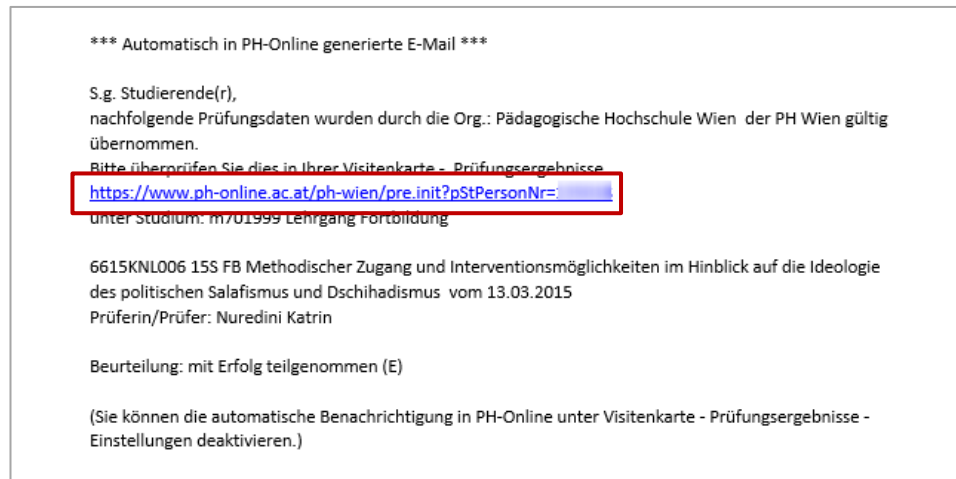 *** Automatisch in PH-Online generierte E-Mail ***
S.g. Studierende(r),
nachfolgende Prüfungsdaten wurden durch die Org.: Pädagogische Hochschule Wien  der PH Wien gültig
übernommen.
Bitte überprüfen Sie dies in Ihrer Visitenkarte -  Prüfungsergebnisse
https://www.ph-online.ac.at/ph-wien/pre.init?pStPersonNr=
unter Studium: m701999 Lehrgang Fortbildung
6615KNL006 15S FB Methodischer Zugang und Interventionsmöglichkeiten im Hinblick auf die Ideologie
des politischen Salafismus und Dschihadismus  vom 13.03.2015
Prüferin/Prüfer: Nuredini Katrin
Beurteilung: mit Erfolg teilgenommen (E)
(Sie können die automatische Benachrichtigung in PH-Online unter Visitenkarte - Prüfungsergebnisse -
Einstellungen deaktivieren.)